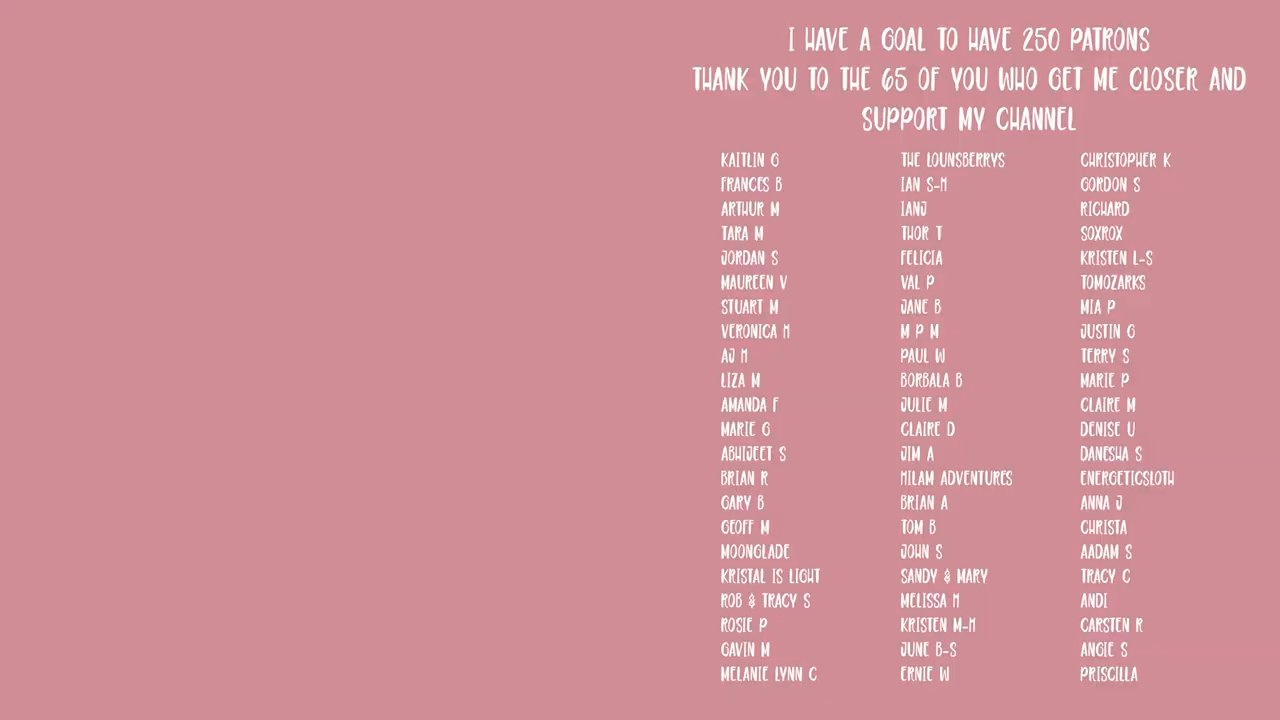 I HAVE A GOAL TO HAVE 250 PATRONS
THANK YOU TO THE 65 OF YOU WHO GET ME CLOSER AND
SUPPORT MY CHANNEL
KAITLIN G
FRANCES B
ARTHUR M
TARA M
JORDAN S
MAUREEN V
STUART M
VERONICA M
AJ M
LIZA M
AMANDA F
MARIE G
ABHIJEET S
BRIAN R
GARY B
GEOFF M
MOONGLADE
KRISTAL IS LIGHT
ROB & TRACY S
ROSIE P
GAVIN M
MELANIE LYNN C
THE LOUNSBERRYS
IAN S-M
IANJ
THOR T
FELICIA
VAL P
JANE B
M P M
PAUL W
BORBALA B
JULIE M
CLAIRE D
JIM A
MILAM ADVENTURES
BRIAN A
TOM B
JOHN S
SANDY & MARY
MELISSA M
KRISTEN M-M
JUNE B-S
ERNIE W
CHRISTOPHER K
GORDON S
RICHARD
SOXROX
KRISTEN L-S
TOMOZARKS
MIA P
JUSTIN G
TERRY S
MARIE P
CLAIRE M
DENISE U
DANESHA S
ENERGETICSLOTH
ANNA J
CHRISTA
AADAM S
TRACY C
ANDI
CARSTEN R
ANGIE S
PRISCILLA